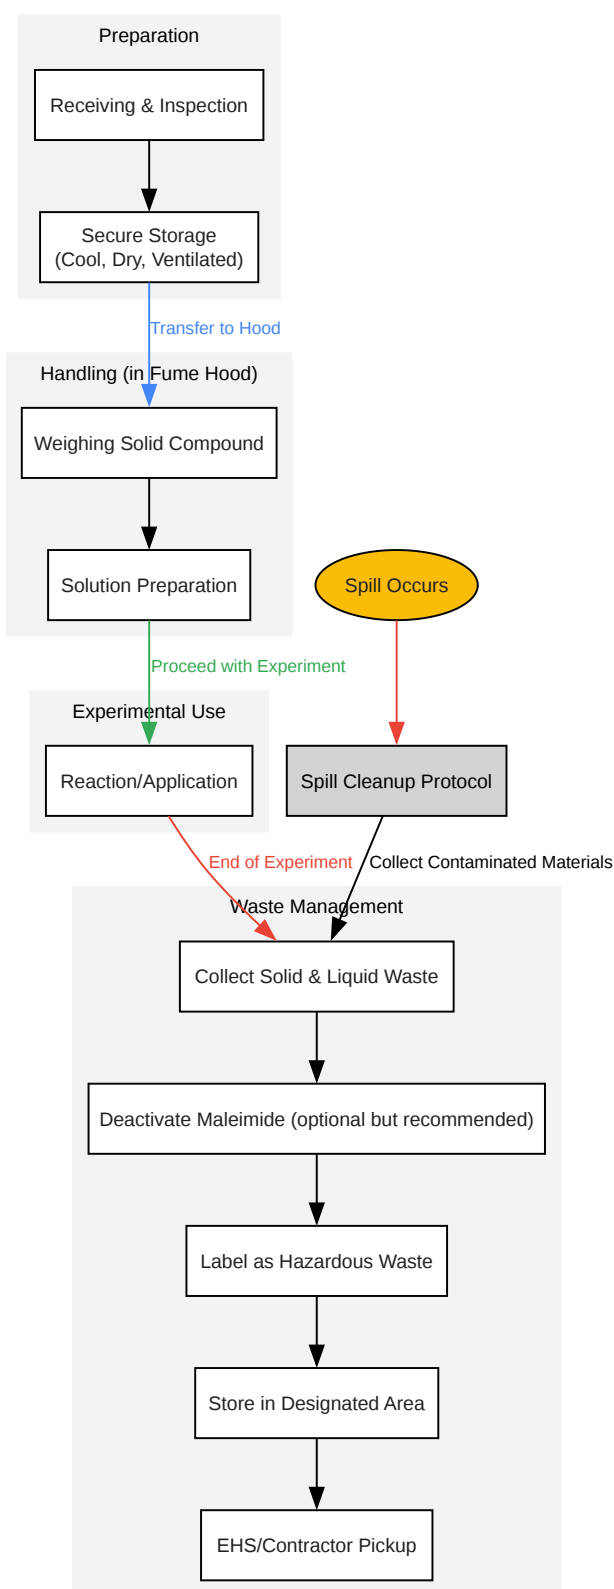 Preparation
Receiving & Inspection
Secure Storage
(Cool, Dry, Ventilated)
Transfer to Hood
Handling (in Fume Hood)
Weighing Solid Compound
Solution Preparation
Spill Occurs
Proceed with Experiment
Experimental Use
Reaction/Application
Spill Cleanup Protocol
End of Experiment
Collect Contaminated Materials
Waste Management
Collect Solid & Liquid Waste
Deactivate Maleimide (optional but recommended)
Label as Hazardous Waste
Store in Designated Area
EHS/Contractor Pickup